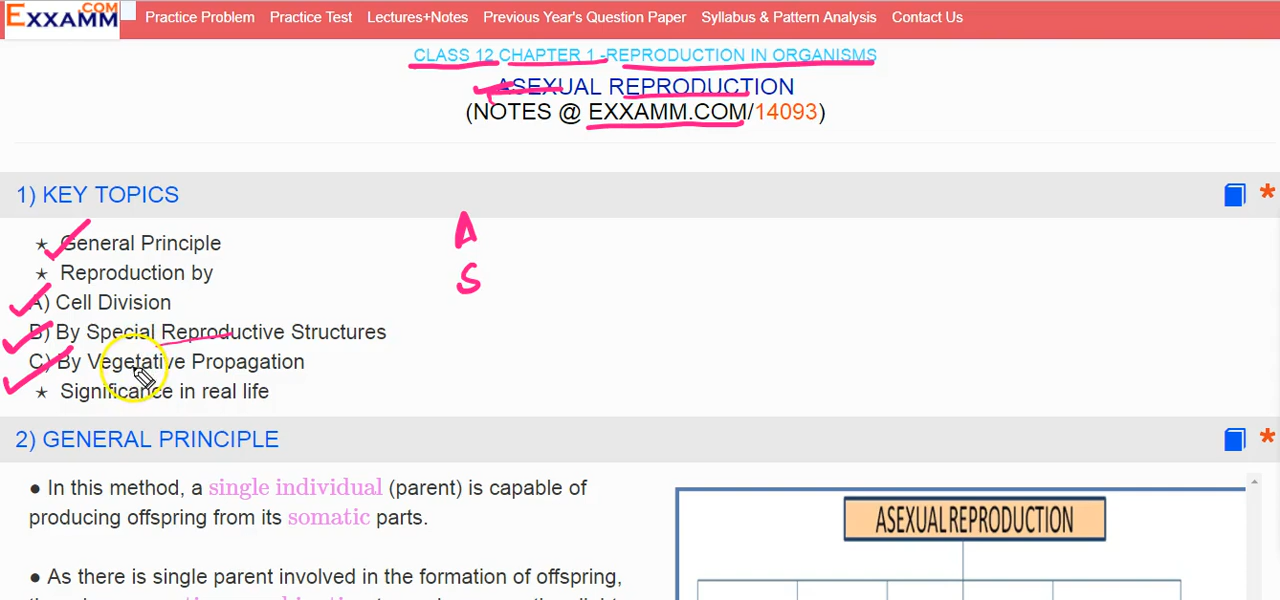 EXXAMM .COM
Practice Problem Practice Test Lectures+Notes Previous Year's Question Paper Syllabus & Pattern Analysis Contact Us
CLASS 12 CHAPTER 1 -REPRODUCTION IN ORGANISMS
ASEXUAL REPRODUCTION
(NOTES @ EXXAMM.COM/14093)
1) KEY TOPICS *
⋆ General Principle
A
⋆ Reproduction by
S
A) Cell Division
B) By Special Reproductive Structures
C) By Vegetative Propagation
⋆ Significance in real life
2) GENERAL PRINCIPLE *
● In this method, a single individual (parent) is capable of
producing offspring from its somatic parts.
● As there is single parent involved in the formation of offspring,
ASEXUAL REPRODUCTION